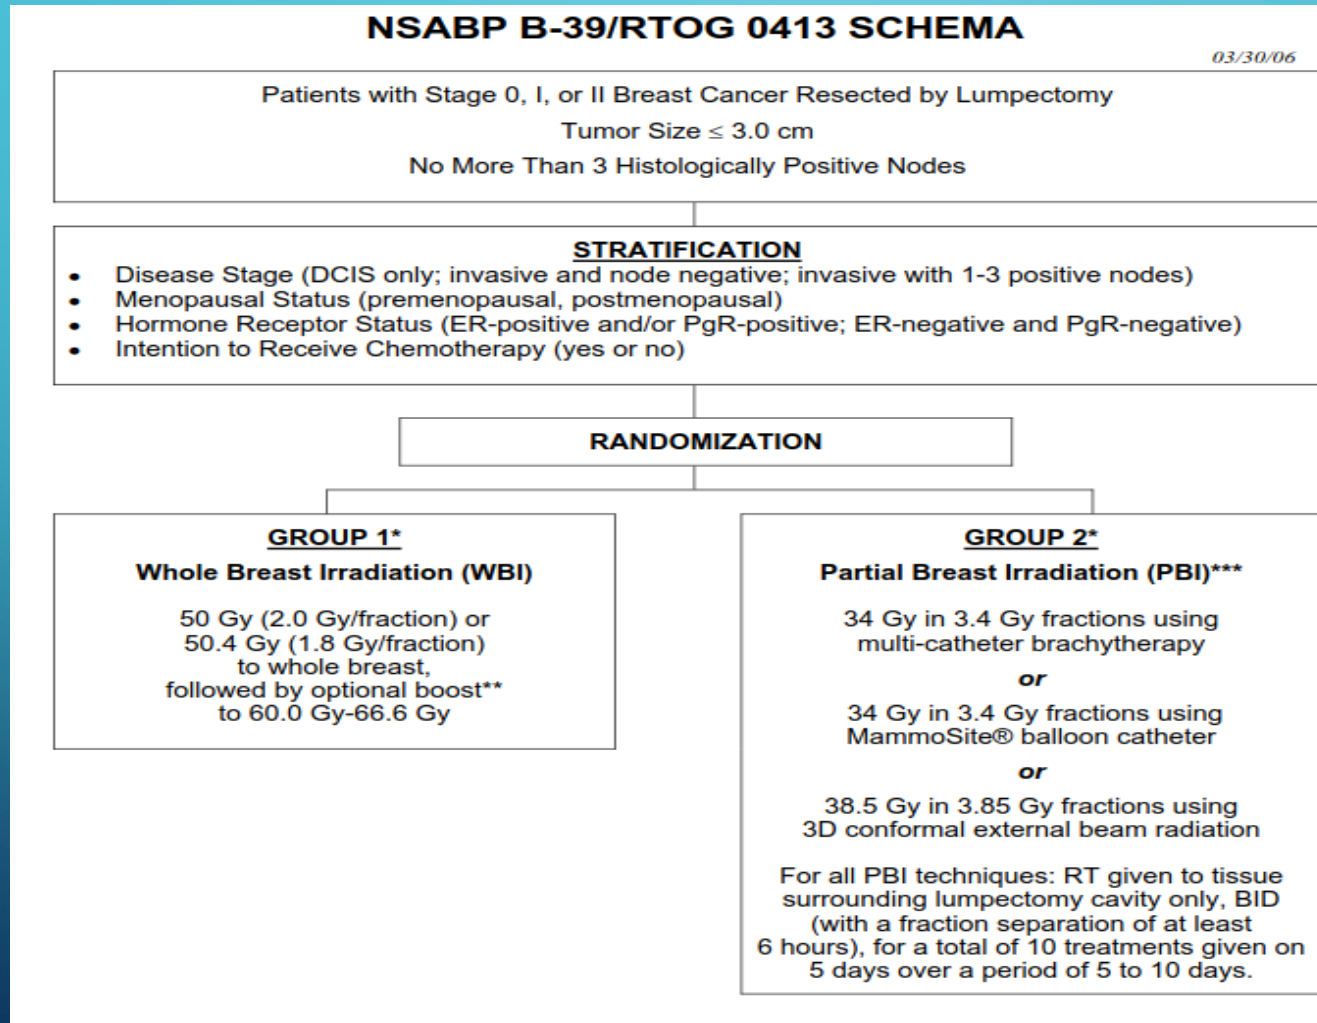 NSABP B-39/RTOG 0413 SCHEMA
03/30/06
Patients with Stage 0, I, or II Breast Cancer Resected by Lumpectomy
Tumor Size ≤ 3.0 cm
No More Than 3 Histologically Positive Nodes
STRATIFICATION
• Disease Stage (DCIS only; invasive and node negative; invasive with 1-3 positive nodes)
• Menopausal Status (premenopausal, postmenopausal)
• Hormone Receptor Status (ER-positive and/or PgR-positive; ER-negative and PgR-negative)
• Intention to Receive Chemotherapy (yes or no)
RANDOMIZATION
GROUP 1*
Whole Breast Irradiation (WBI)
50 Gy (2.0 Gy/fraction) or
50.4 Gy (1.8 Gy/fraction)
to whole breast,
followed by optional boost**
to 60.0 Gy-66.6 Gy
GROUP 2*
Partial Breast Irradiation (PBI)***
34 Gy in 3.4 Gy fractions using
multi-catheter brachytherapy
or
34 Gy in 3.4 Gy fractions using
MammoSite® balloon catheter
or
38.5 Gy in 3.85 Gy fractions using
3D conformal external beam radiation
For all PBI techniques: RT given to tissue
surrounding lumpectomy cavity only, BID
(with a fraction separation of at least
6 hours), for a total of 10 treatments given on
5 days over a period of 5 to 10 days.